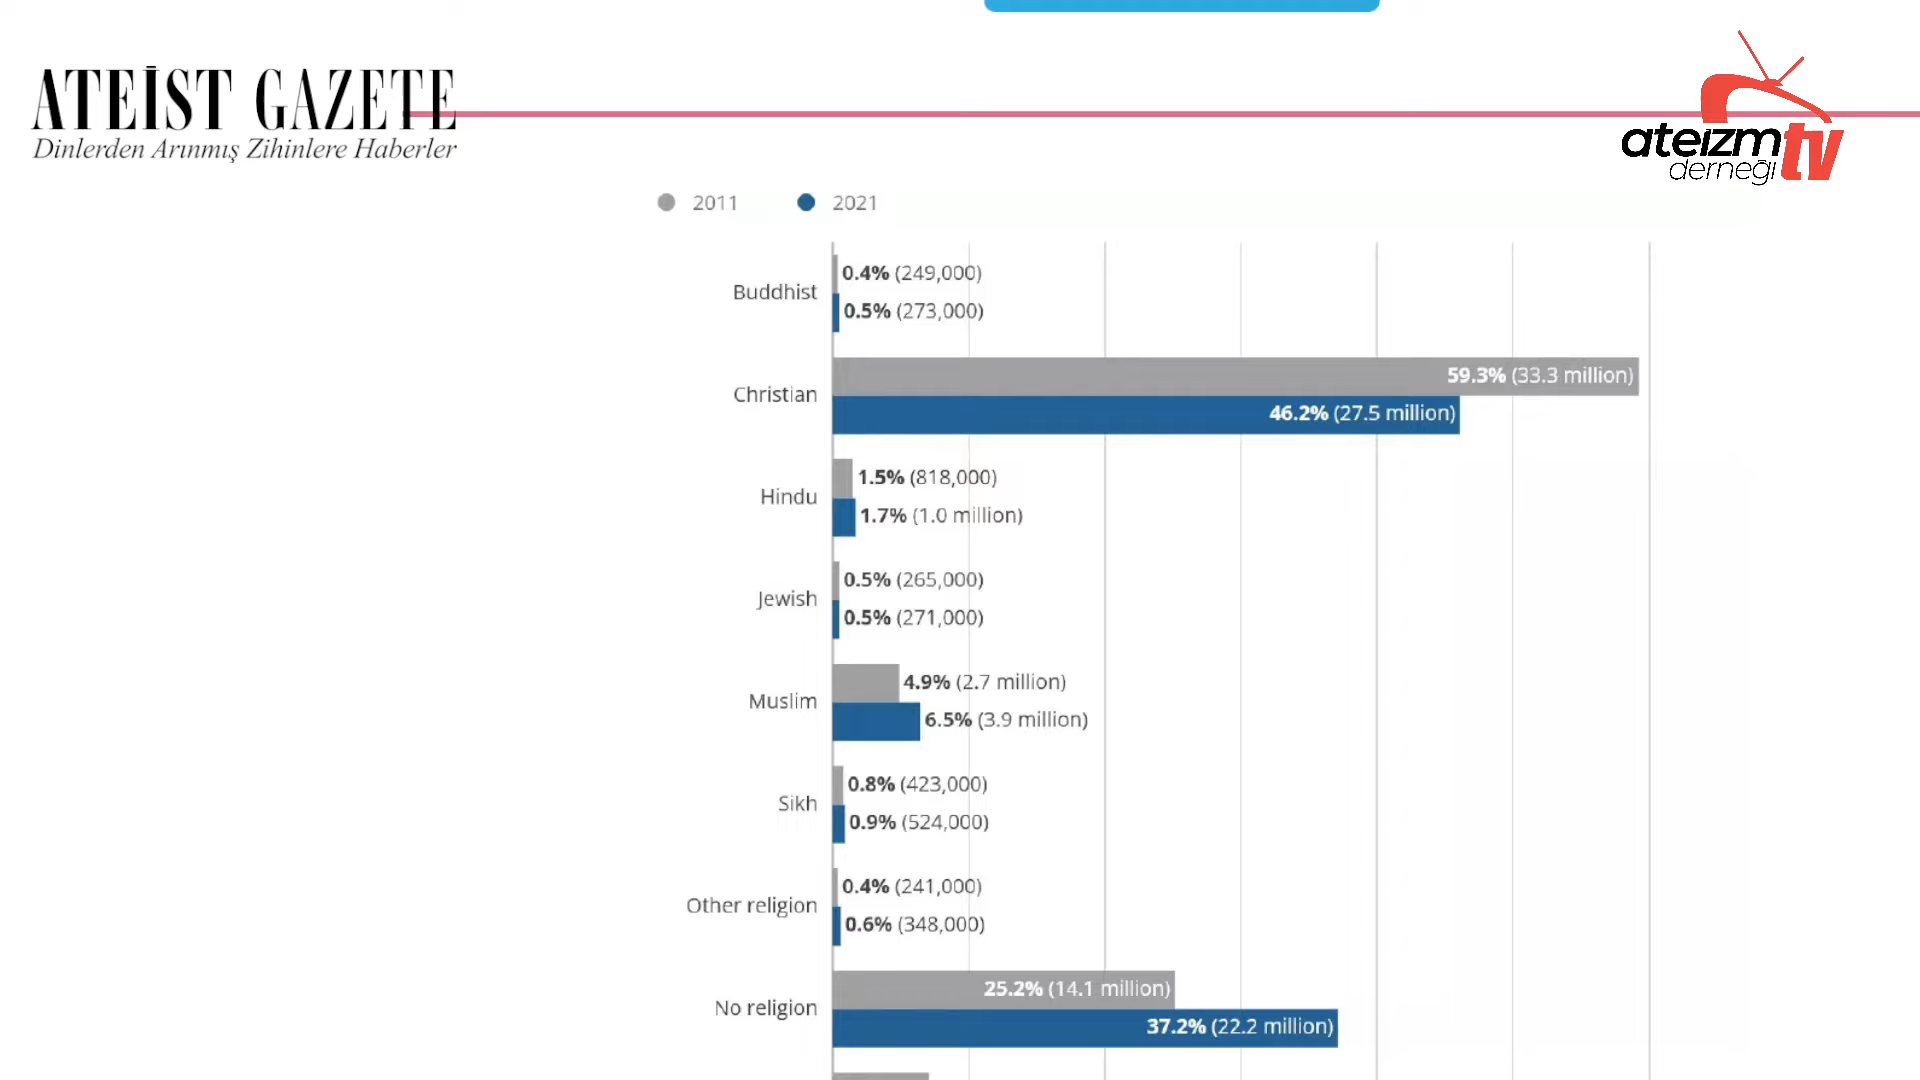 ATEİST GAZETE
Dinlerden Arınmış Zihinlere Haberler
ateizm tv
derneği
2011 2021
Buddhist
0.4% (249,000)
0.5% (273,000)
Christian
59.3% (33.3 million)
46.2% (27.5 million)
Hindu
1.5% (818,000)
1.7% (1.0 million)
Jewish
0.5% (265,000)
0.5% (271,000)
Muslim
4.9% (2.7 million)
6.5% (3.9 million)
Sikh
0.8% (423,000)
0.9% (524,000)
Other religion
0.4% (241,000)
0.6% (348,000)
No religion
25.2% (14.1 million)
37.2% (22.2 million)